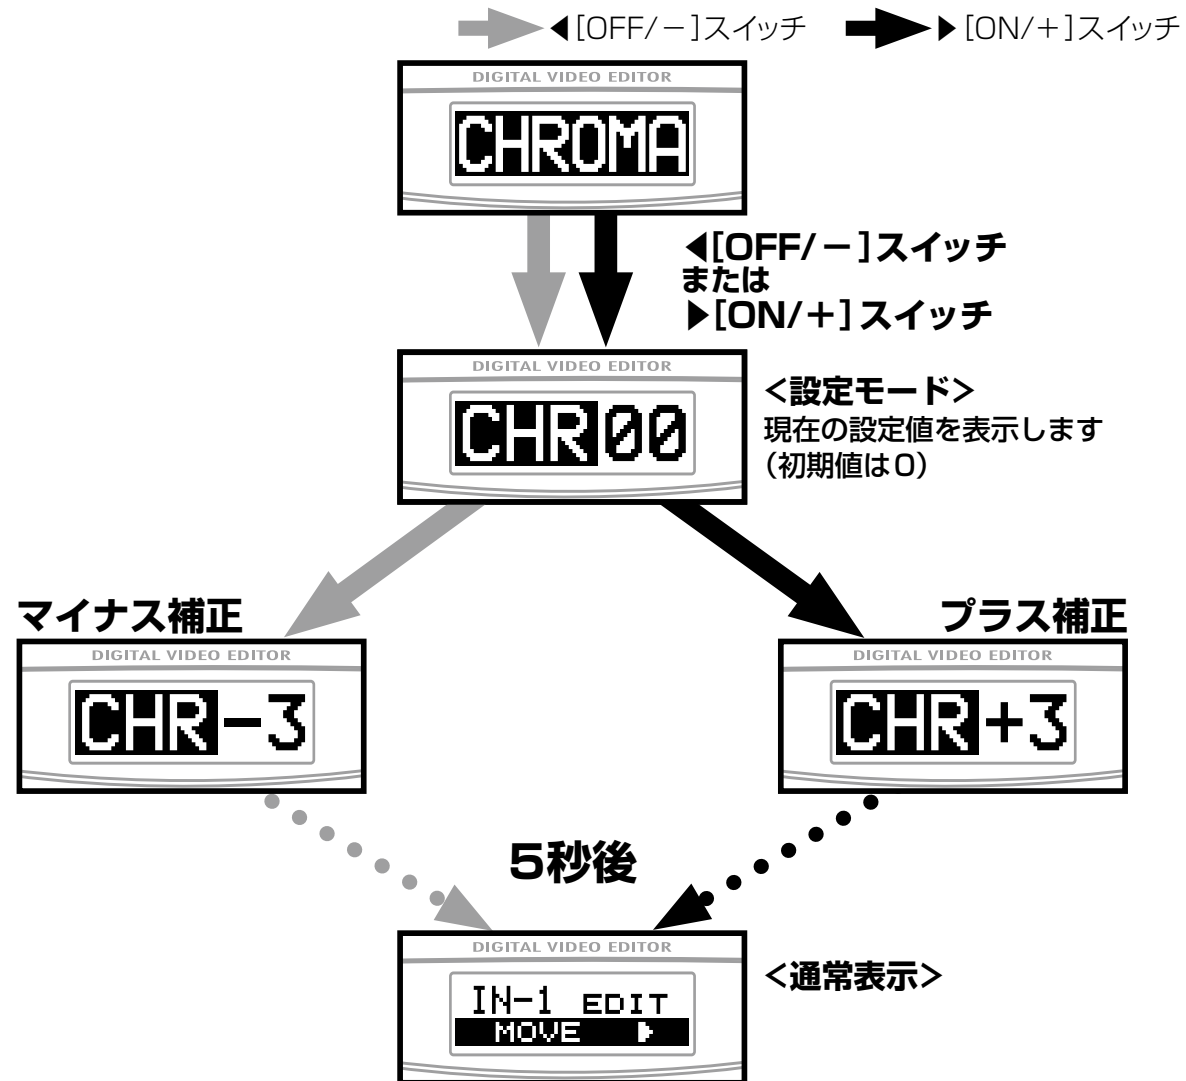 ◀[OFF/－]スイッチ ▶[ON/＋]スイッチ
DIGITAL VIDEO EDITOR
CHROMA
◀[OFF/－]スイッチ
または
▶[ON/＋]スイッチ
DIGITAL VIDEO EDITOR
CHR00
＜設定モード＞
現在の設定値を表示します
（初期値は0）
マイナス補正
DIGITAL VIDEO EDITOR
CHR-3
プラス補正
DIGITAL VIDEO EDITOR
CHR+3
5秒後
DIGITAL VIDEO EDITOR
IN-1 EDIT
MOVE ▶
＜通常表示＞